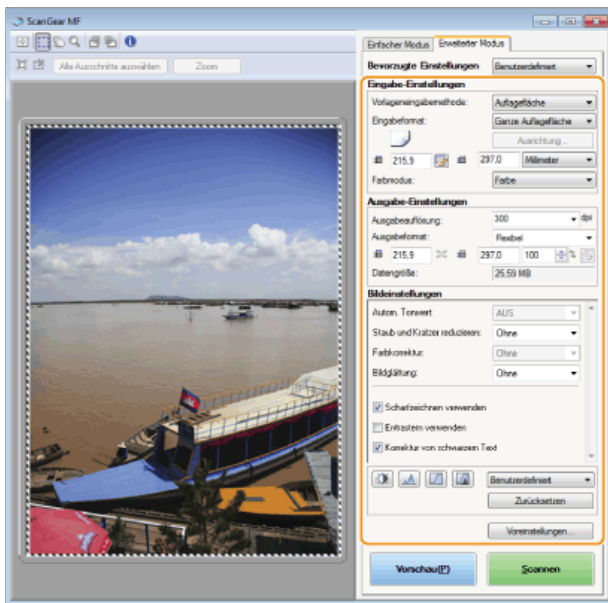 ScanGear MF
Alle Ausschnitte auswählen Zoom
Einfacher Modus Erweiterter Modus
Bevorzugte Einstellungen Benutzerdefiniert
Eingabe-Einstellungen
Vorlageneingabemethode: Auflagefläche
Eingabeformat: Ganze Auflagefläche
Ausrichtung...
215,9 297,0 Millimeter
Farbmodus: Farbe
Ausgabe-Einstellungen
Ausgabeauflösung: 300 dpi
Ausgabeformat: Flexibel
215,9 297,0 100 %
Datengröße: 25,59 MB
Bildeinstellungen
Autom. Tonwert: AUS
Staub und Kratzer reduzieren: Ohne
Farbkorrektur: Ohne
Bildglättung: Ohne
Scharfzeichnen verwenden
Entrastern verwenden
Korrektur von schwarzem Text
Benutzerdefiniert
Zurücksetzen
Voreinstellungen...
Vorschau(P) Scannen